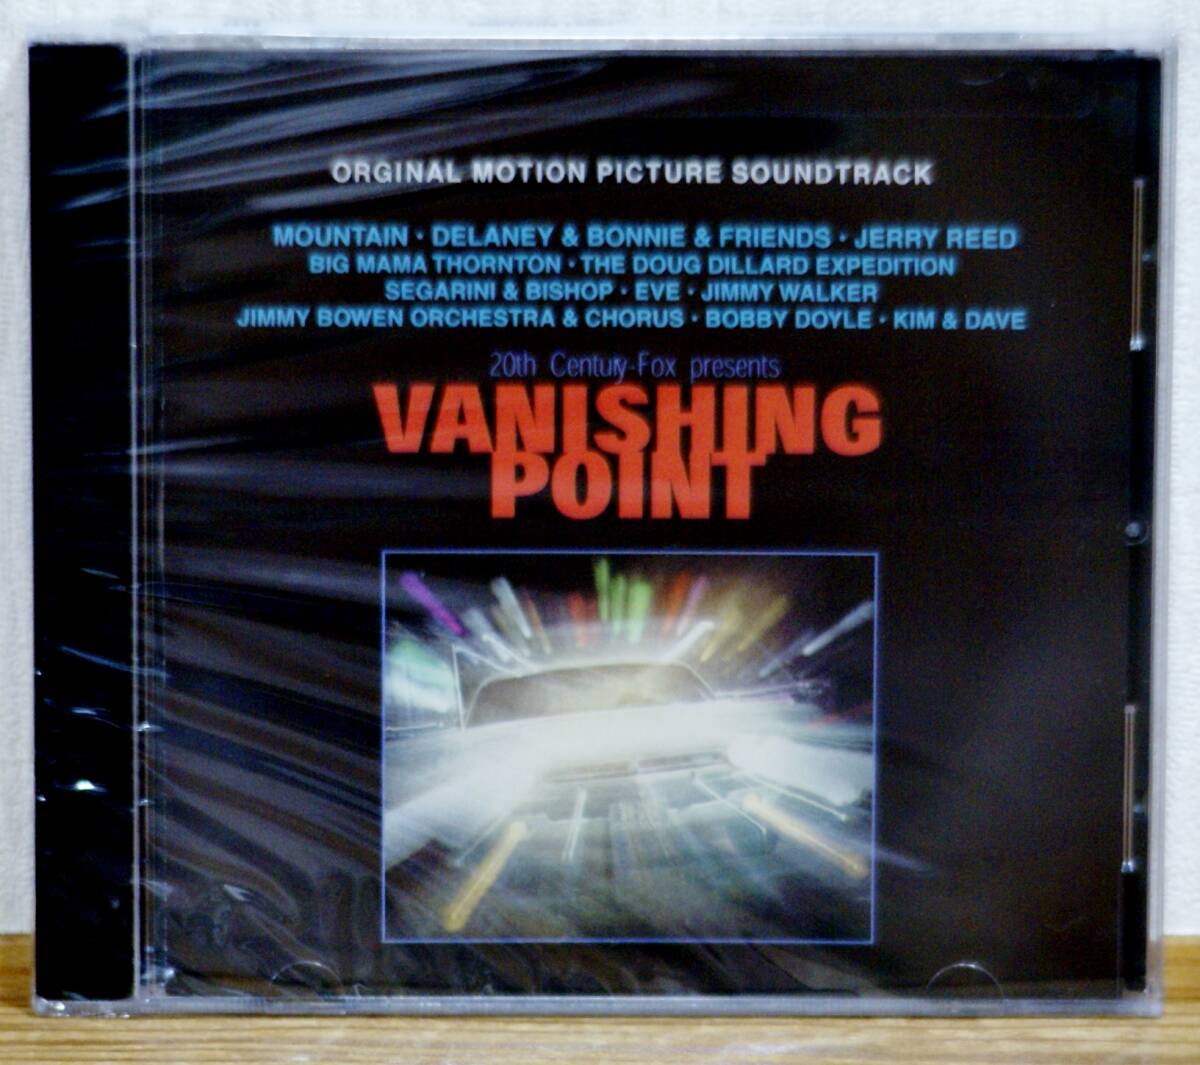 ORGINAL MOTION PICTURE SOUNDTRACK
MOUNTAIN · DELANEY & BONNIE & FRIENDS · JERRY REED
BIG MAMA THORNTON · THE DOUG DILLARD EXPEDITION
SEGARINI & BISHOP · EVE · JIMMY WALKER
JIMMY BOWEN ORCHESTRA & CHORUS · BOBBY DOYLE · KIM & DAVE
20th Century-Fox presents
VANISHING
POINT